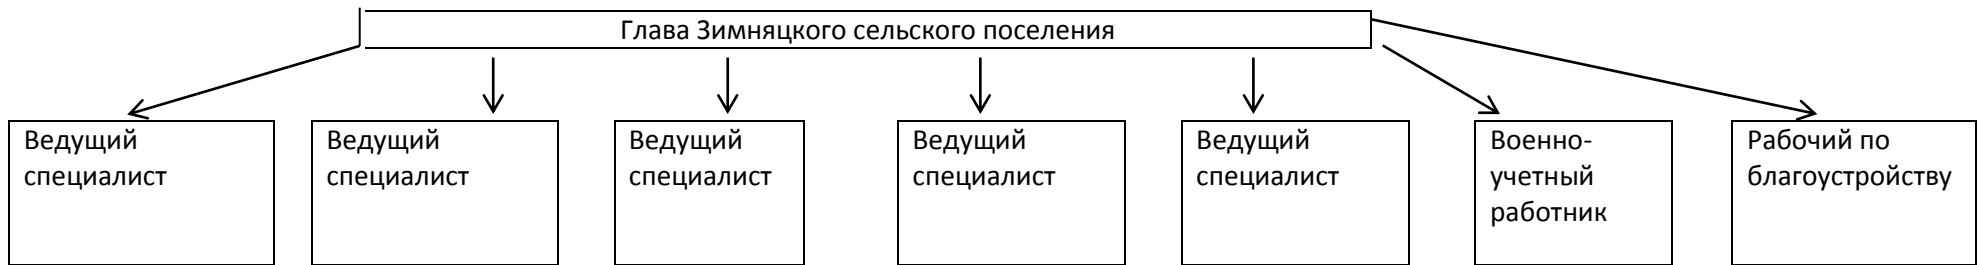 Глава Зимняцкого сельского поселения
Ведущий
специалист
Ведущий
специалист
Ведущий
специалист
Ведущий
специалист
Ведущий
специалист
Военно-
учетный
работник
Рабочий по
благоустройству